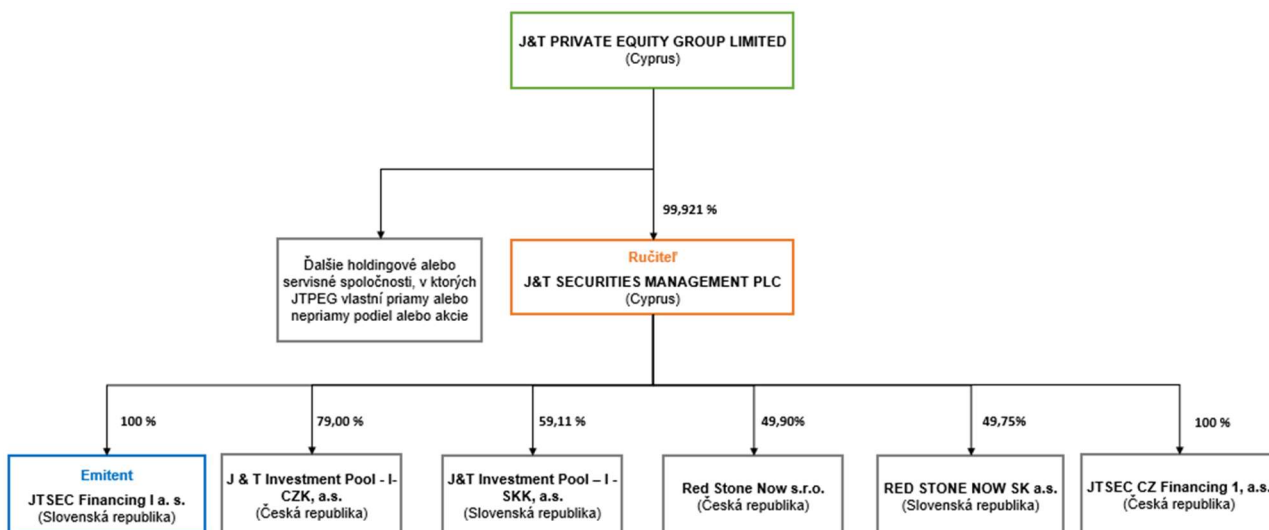 J&T PRIVATE EQUITY GROUP LIMITED
(Cyprus)
99,921 %
Ďalšie holdingové alebo
servisné spoločnosti, v ktorých
JTPEG vlastní priamy alebo
nepriamy podiel alebo akcie
Ručiteľ
J&T SECURITIES MANAGEMENT PLC
(Cyprus)
100 %
79,00 %
59,11 %
49,90%
49,75%
100 %
Emitent
JTSEC Financing I a. s.
(Slovenská republika)
J & T Investment Pool - I-
CZK, a.s.
(Česká republika)
J&T Investment Pool – I -
SKK, a.s.
(Slovenská republika)
Red Stone Now s.r.o.
(Česká republika)
RED STONE NOW SK a.s.
(Slovenská republika)
JTSEC CZ Financing 1, a.s.
(Česká republika)